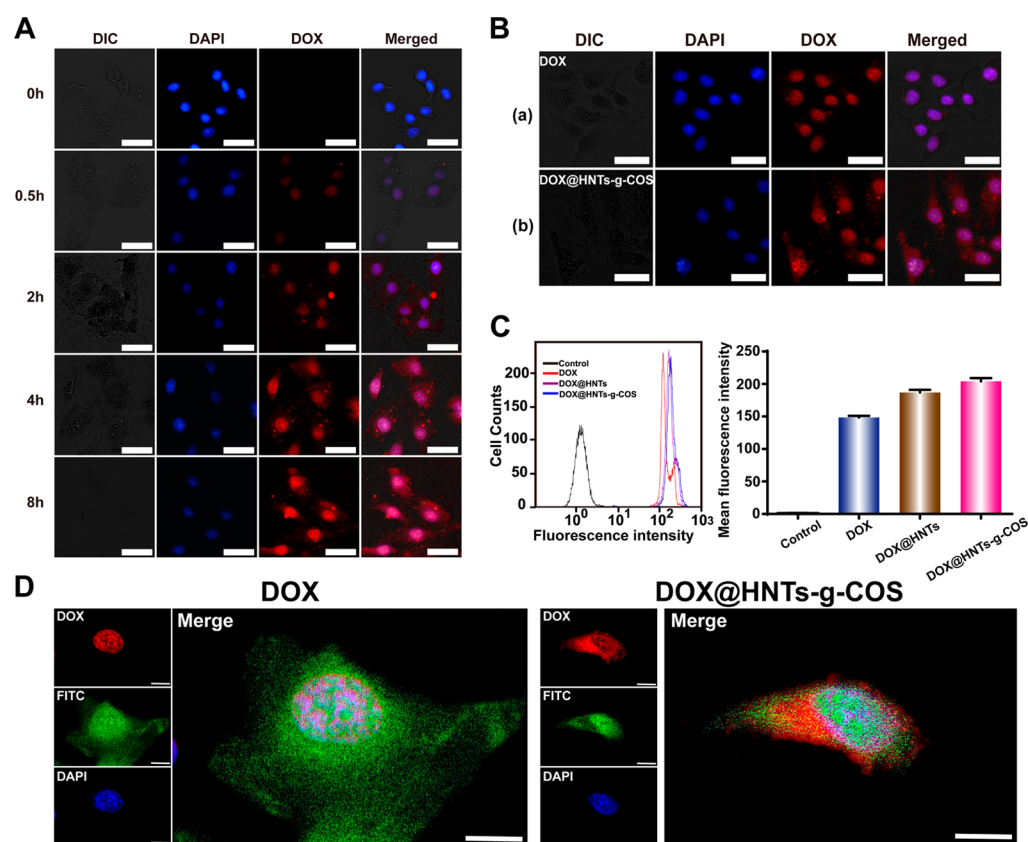 A
DIC DAPI DOX Merged
0h
0.5h
2h
4h
8h
B
DIC DAPI DOX Merged
DOX
(a)
DOX@HNTs-g-COS
(b)
C
Cell Counts
200
150
100
50
0
Control
DOX
DOX@HNTs
DOX@HNTs-g-COS
10⁰ 10¹ 10² 10³
Fluorescence intensity
Mean fluorescence intensity
250
200
150
100
50
0
Control
DOX
DOX@HNTs
DOX@HNTs-g-COS
D
DOX
DOX
FITC
DAPI
Merge
DOX@HNTs-g-COS
DOX
FITC
DAPI
Merge